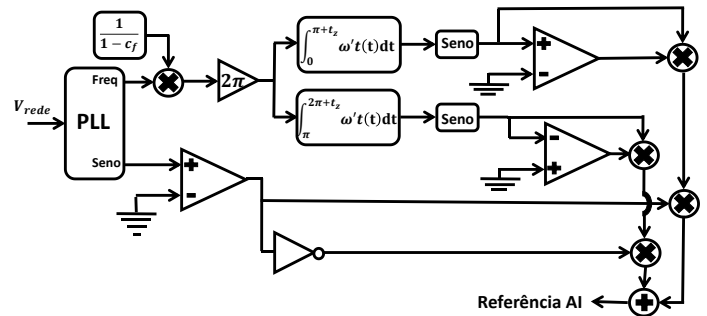 1
1 − c_f
V_rede
PLL
Freq
Seno
2π
∫_0^{π+t_z} ω′t(t)dt
Seno
∫_π^{2π+t_z} ω′t(t)dt
Seno
+
-
-
+
+
-
Referência AI